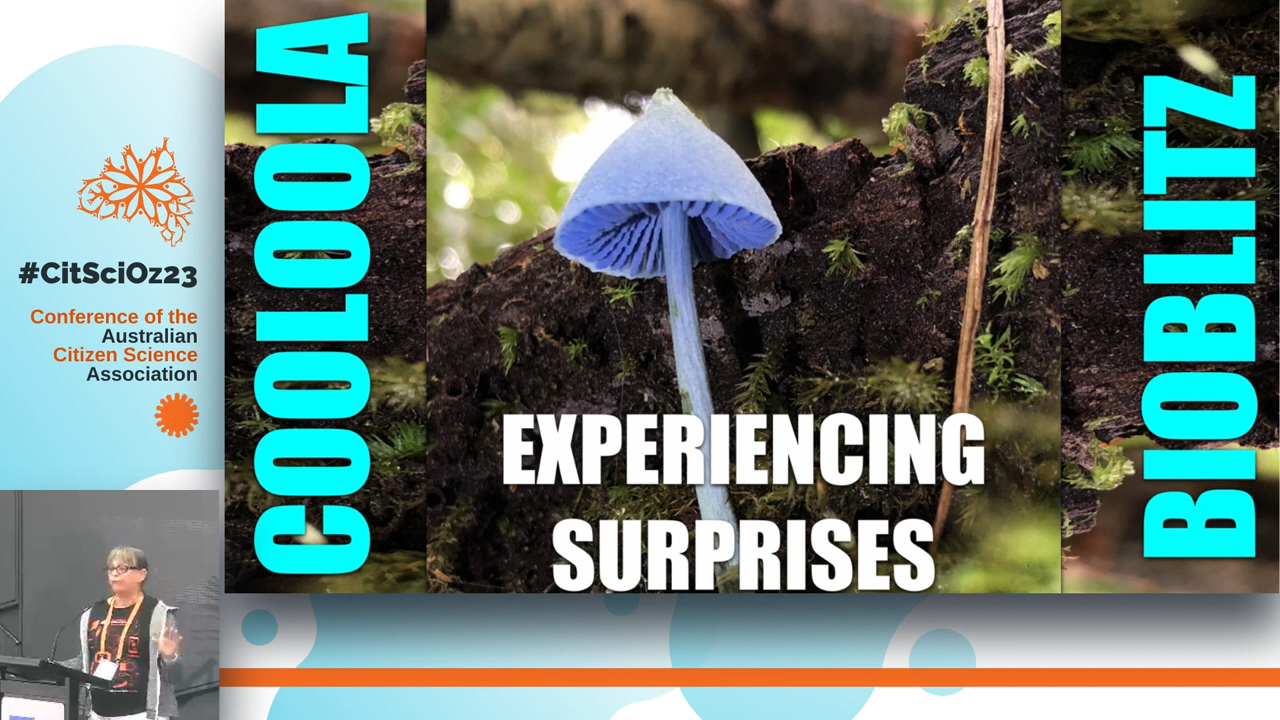 #CitSciOz23
Conference of the
Australian
Citizen Science
Association
COOLOOLA
EXPERIENCING
SURPRISES
BIOBLITZ